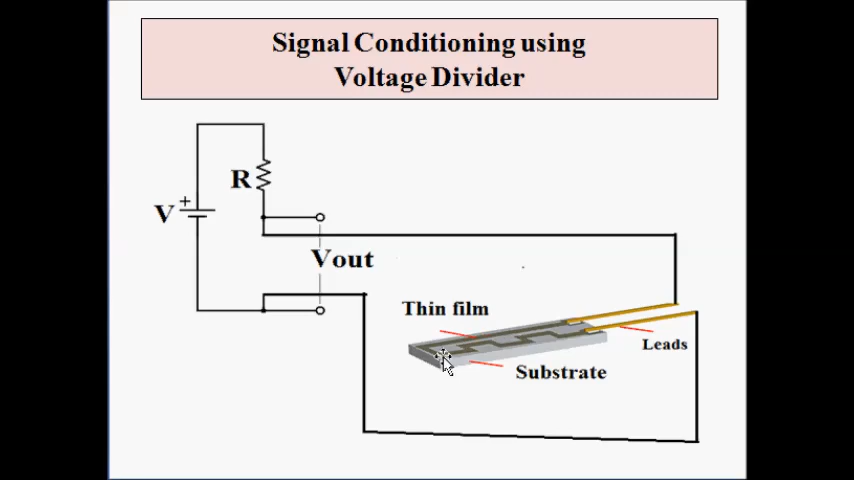 Signal Conditioning using
Voltage Divider
R
+
V
Vout
Thin film
Leads
Substrate